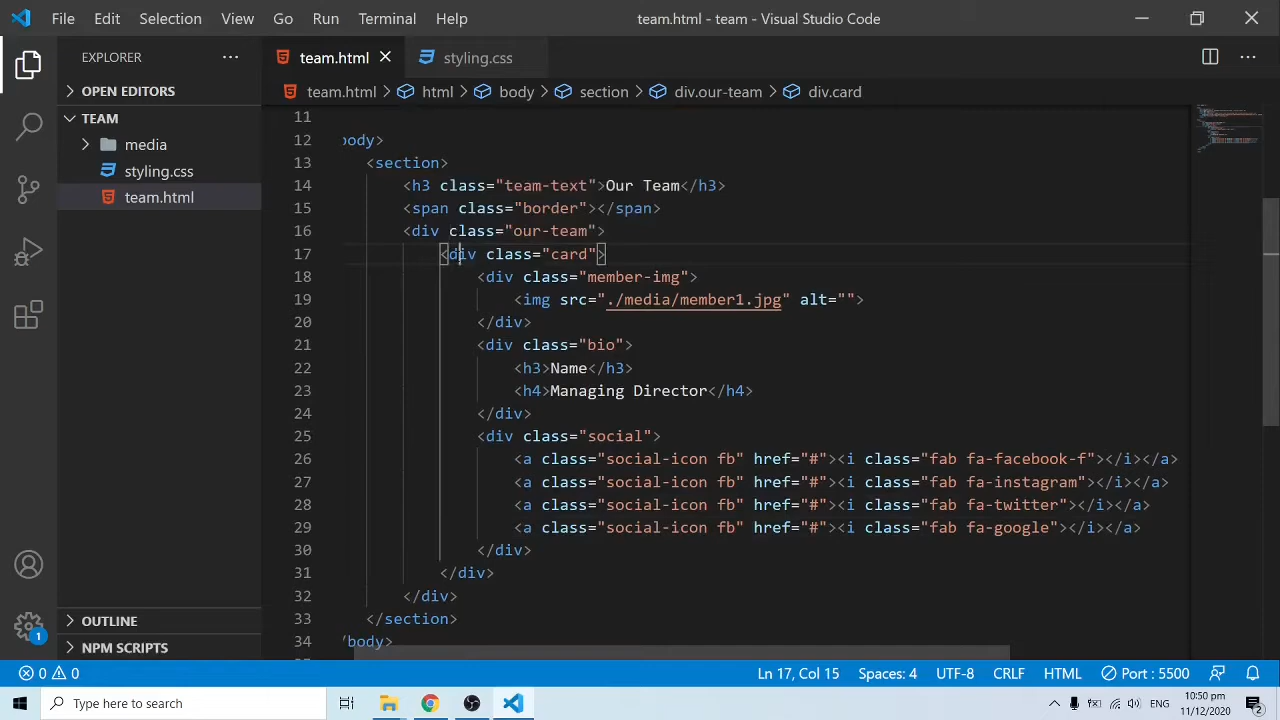 File Edit Selection View Go Run Terminal Help team.html - team - Visual Studio Code
EXPLORER
team.html
styling.css
OPEN EDITORS
team.html > html > body > section > div.our-team > div.card
TEAM
media
styling.css
team.html
11
12 body>
13 <section>
14 <h3 class="team-text">Our Team</h3>
15 <span class="border"></span>
16 <div class="our-team">
17 <div class="card">
18 <div class="member-img">
19 <img src="./media/member1.jpg" alt="">
20 </div>
21 <div class="bio">
22 <h3>Name</h3>
23 <h4>Managing Director</h4>
24 </div>
25 <div class="social">
26 <a class="social-icon fb" href="#"><i class="fab fa-facebook-f"></i></a>
27 <a class="social-icon fb" href="#"><i class="fab fa-instagram"></i></a>
28 <a class="social-icon fb" href="#"><i class="fab fa-twitter"></i></a>
29 <a class="social-icon fb" href="#"><i class="fab fa-google"></i></a>
30 </div>
31 </div>
32 </div>
33 </section>
34 /body>
OUTLINE
NPM SCRIPTS
1
0 0 Ln 17, Col 15 Spaces: 4 UTF-8 CRLF HTML Port : 5500
Type here to search
10:50 pm
11/12/2020
2